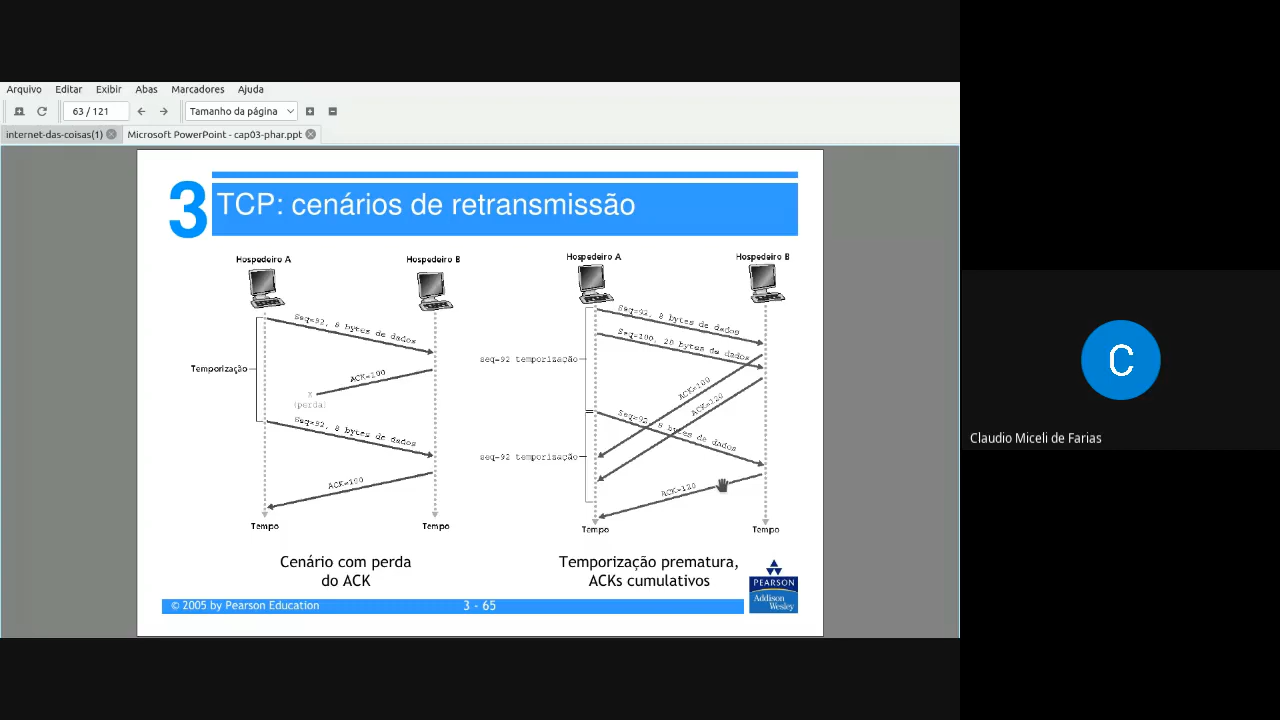 Arquivo Editar Exibir Abas Marcadores Ajuda
63 / 121 Tamanho da página
internet-das-coisas(1) Microsoft PowerPoint - cap03-phar.ppt
3 TCP: cenários de retransmissão
Hospedeiro A
Hospedeiro B
Seq=92, 8 bytes de dados
Temporização
ACK=100
X
(perda)
Seq=92, 8 bytes de dados
ACK=100
Tempo
Tempo
Cenário com perda
do ACK
Hospedeiro A
Hospedeiro B
Seq=92, 8 bytes de dados
Seq=100, 20 bytes de dados
seq=92 temporização
ACK=100
ACK=120
Seq=92, 8 bytes de dados
seq=92 temporização
ACK=120
Tempo
Tempo
Temporização prematura,
ACKs cumulativos
PEARSON
Addison
Wesley
© 2005 by Pearson Education
3 - 65
C
Claudio Miceli de Farias